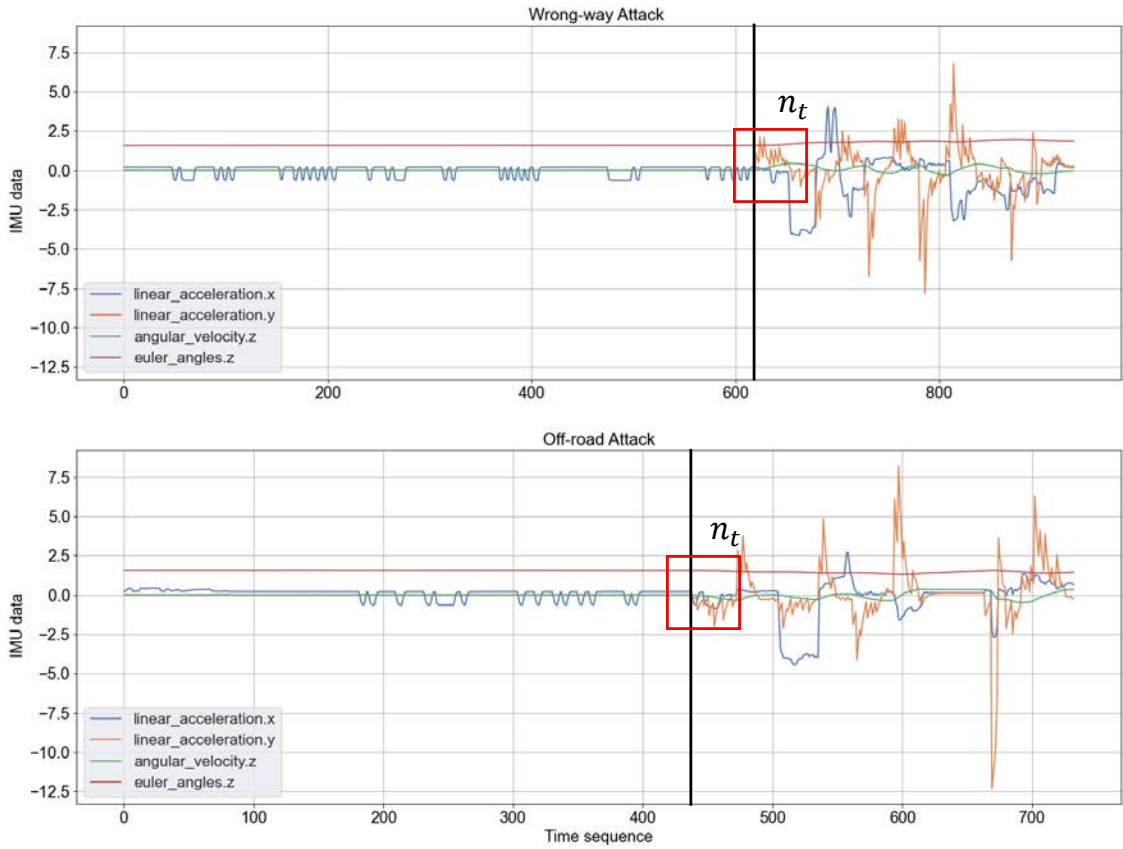 Wrong-way Attack
7.5
5.0
2.5
0.0
−2.5
−5.0
−7.5
−10.0
−12.5
IMU data
n_t
linear_acceleration.x
linear_acceleration.y
angular_velocity.z
euler_angles.z
0 200 400 600 800
Off-road Attack
7.5
5.0
2.5
0.0
−2.5
−5.0
−7.5
−10.0
−12.5
IMU data
n_t
linear_acceleration.x
linear_acceleration.y
angular_velocity.z
euler_angles.z
0 100 200 300 400 500 600 700
Time sequence